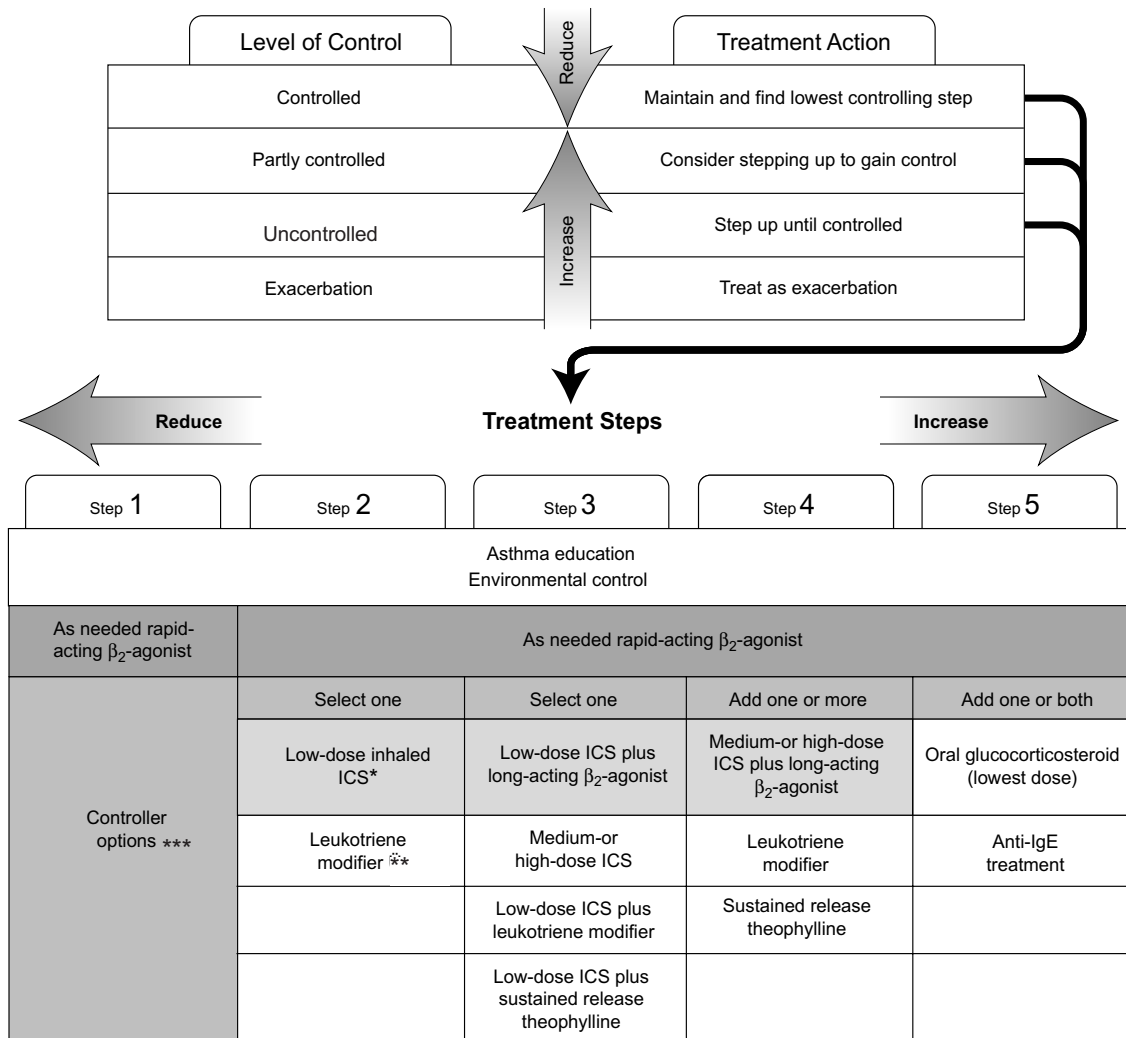 Level of Control
Reduce
Treatment Action
Controlled
Maintain and find lowest controlling step
Partly controlled
Consider stepping up to gain control
Uncontrolled
Increase
Step up until controlled
Exacerbation
Treat as exacerbation
Reduce
Treatment Steps
Increase
Step 1
Step 2
Step 3
Step 4
Step 5
Asthma education
Environmental control
As needed rapid-
acting β₂-agonist
As needed rapid-acting β₂-agonist
Controller
options ***
Select one
Select one
Add one or more
Add one or both
Low-dose inhaled
ICS*
Low-dose ICS plus
long-acting β₂-agonist
Medium-or high-dose
ICS plus long-acting
β₂-agonist
Oral glucocorticosteroid
(lowest dose)
Leukotriene
modifier **
Medium-or
high-dose ICS
Leukotriene
modifier
Anti-IgE
treatment
Low-dose ICS plus
leukotriene modifier
Sustained release
theophylline
Low-dose ICS plus
sustained release
theophylline